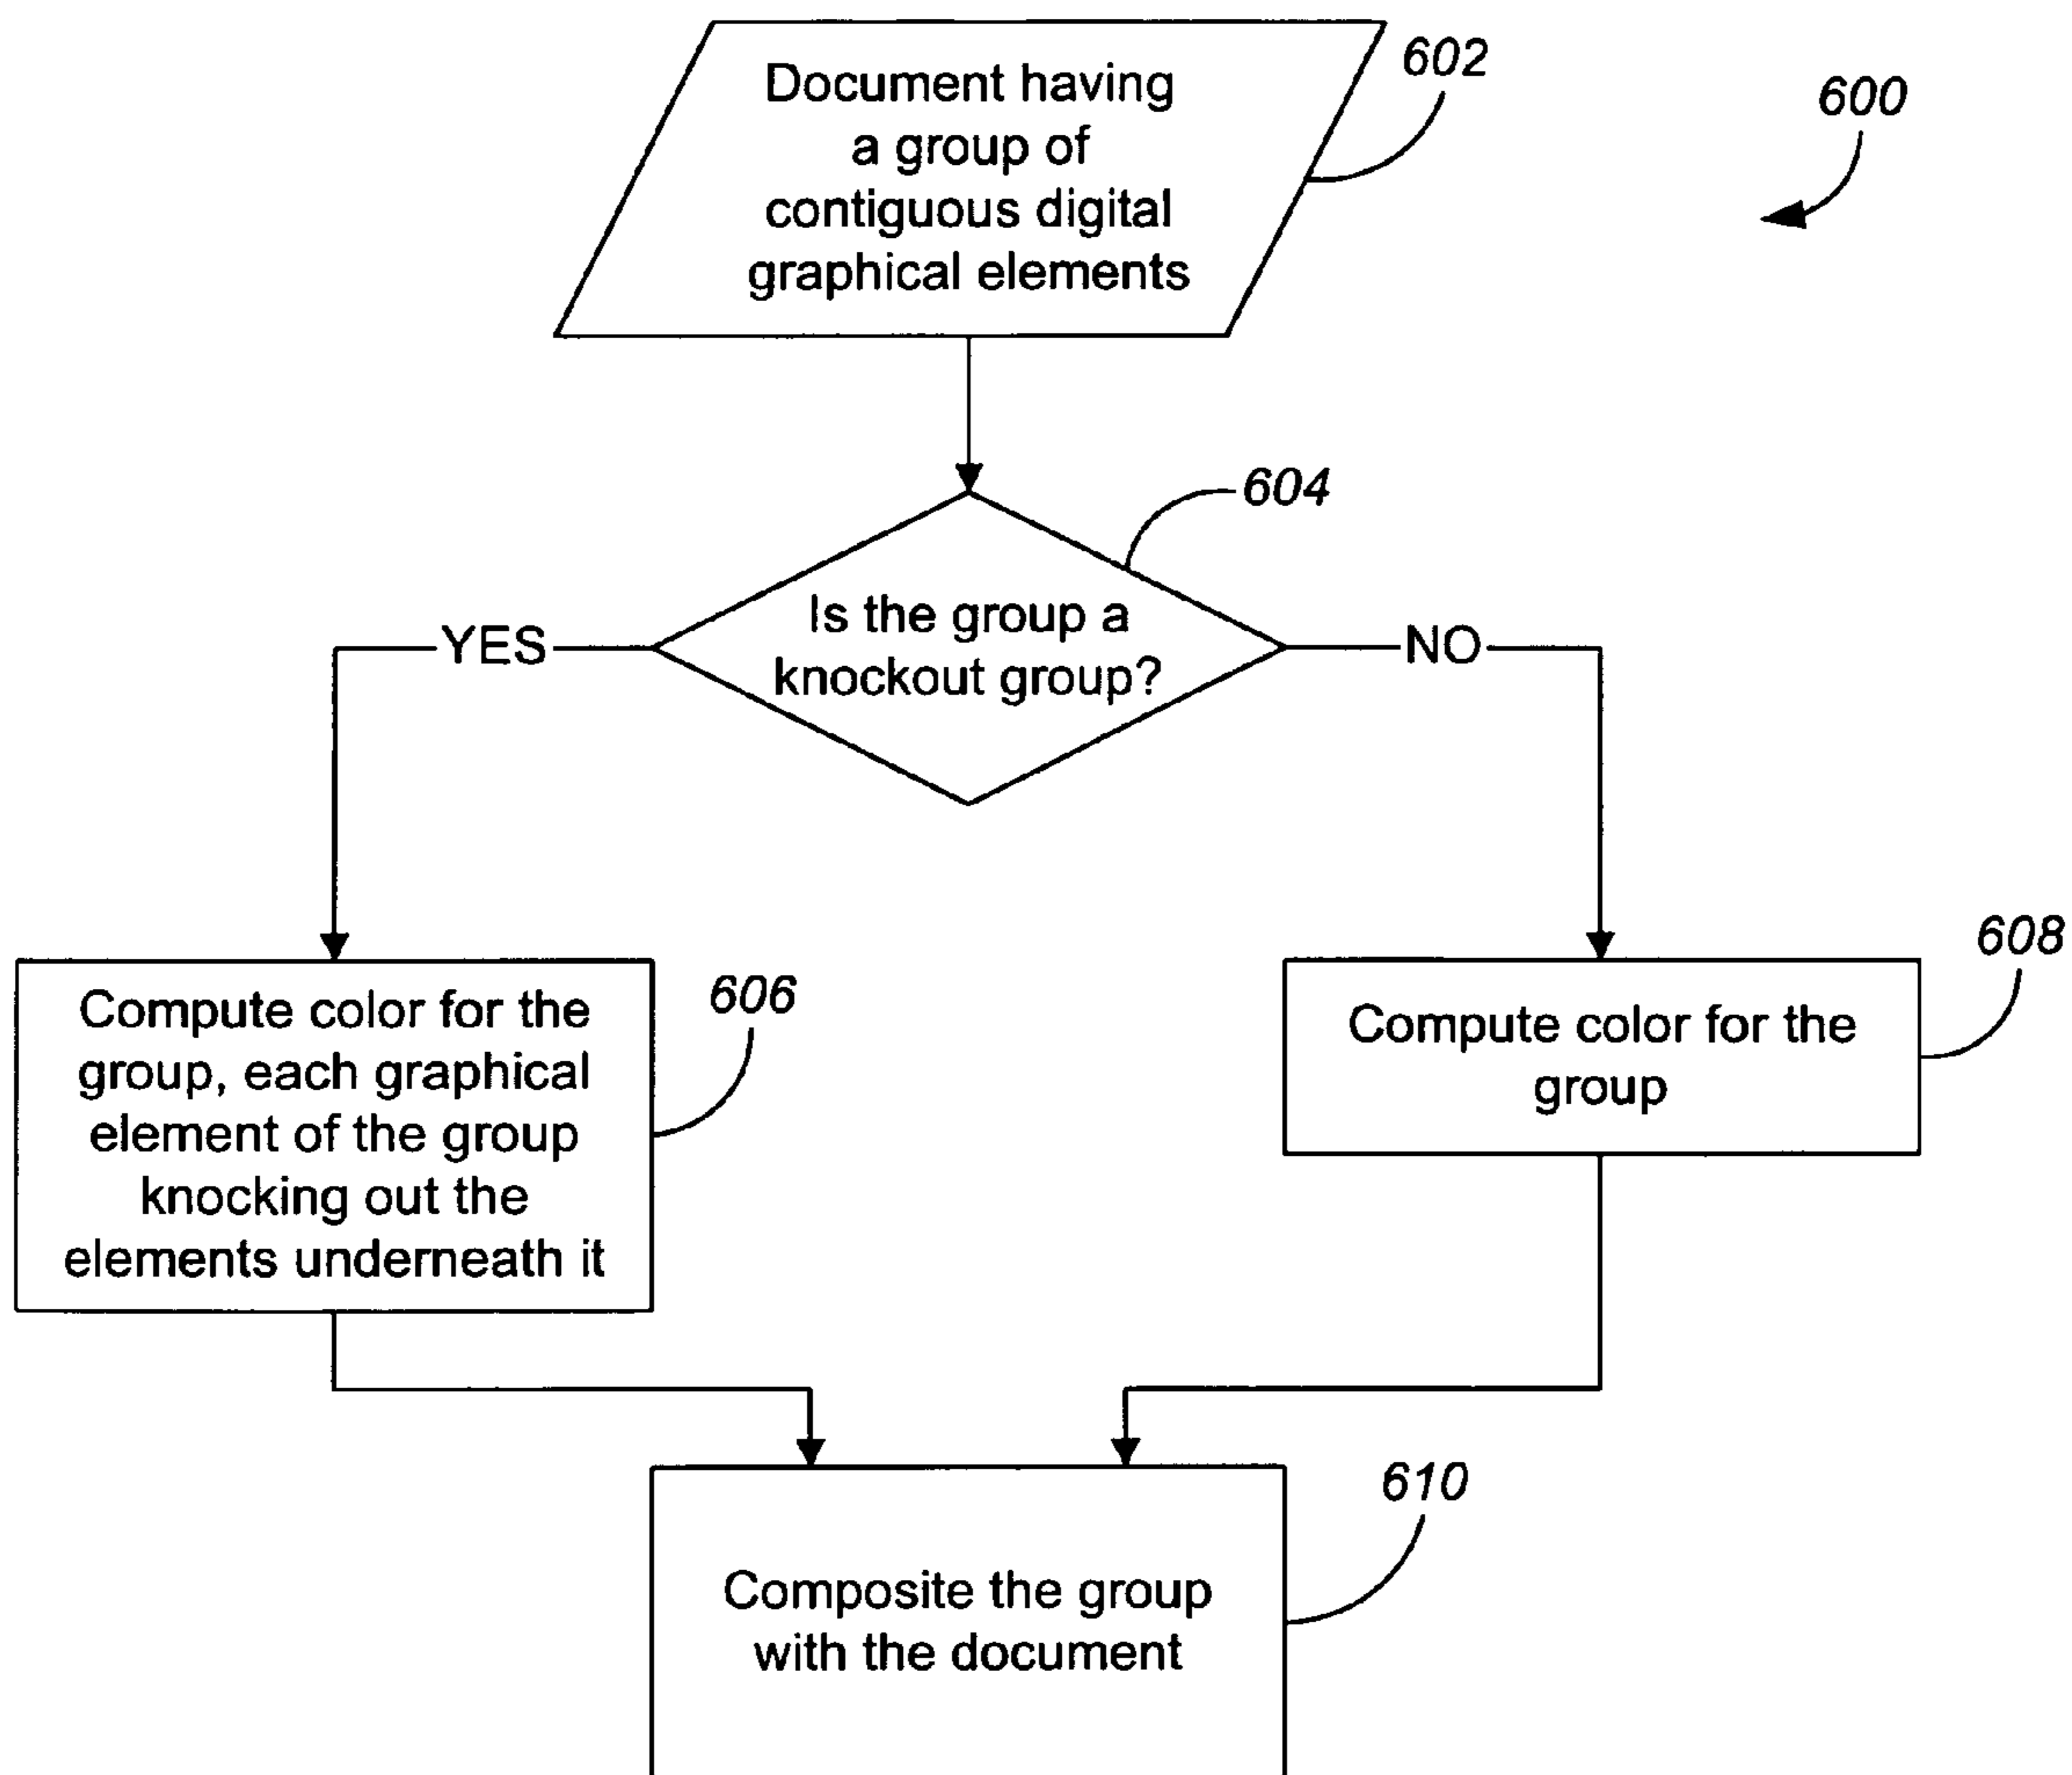 Document having
a group of
contiguous digital
graphical elements
602
600
604
Is the group a
knockout group?
YES
NO
Compute color for the
group, each graphical
element of the group
knocking out the
elements underneath it
606
Compute color for the
group
608
Composite the group
with the document
610